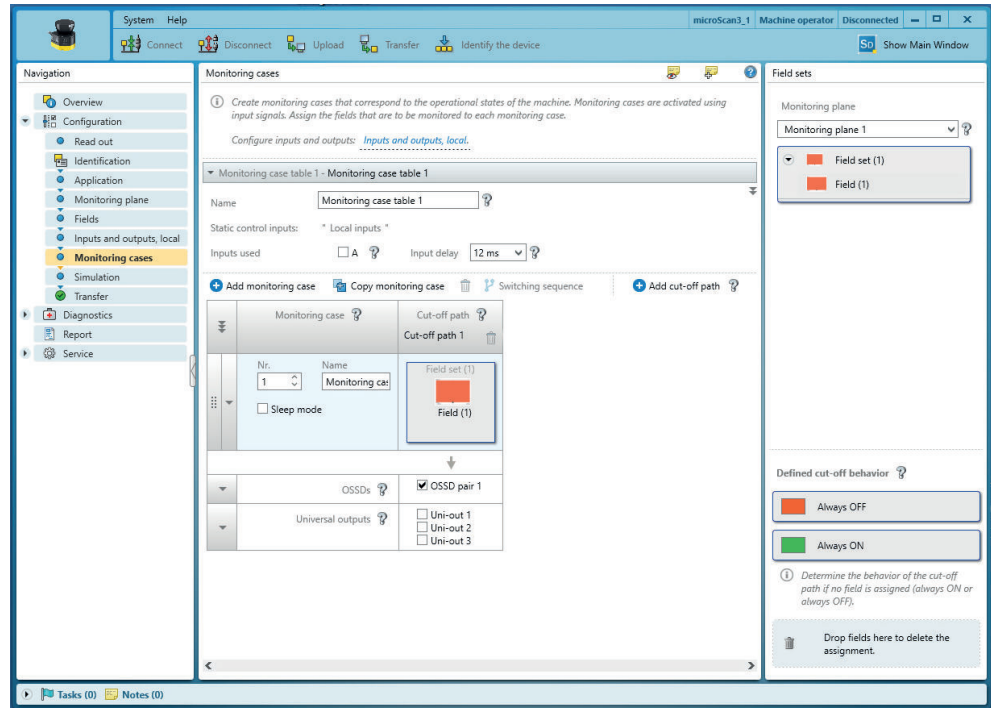 System Help
microScan3_1 Machine operator Disconnected
Connect Disconnect Upload Transfer Identify the device
So Show Main Window
Navigation
Overview
Configuration
Read out
Identification
Application
Monitoring plane
Fields
Inputs and outputs, local
Monitoring cases
Simulation
Transfer
Diagnostics
Report
Service
Monitoring cases
Create monitoring cases that correspond to the operational states of the machine. Monitoring cases are activated using
input signals. Assign the fields that are to be monitored to each monitoring case.
Configure inputs and outputs: Inputs and outputs, local.
Monitoring case table 1 - Monitoring case table 1
Name Monitoring case table 1
Static control inputs: " Local inputs "
Inputs used A Input delay 12 ms
Add monitoring case Copy monitoring case Switching sequence Add cut-off path
Monitoring case Cut-off path
Cut-off path 1
Nr. Name
1 Monitoring cas
Sleep mode
Field set (1)
Field (1)
OSSDs OSSD pair 1
Universal outputs Uni-out 1
Uni-out 2
Uni-out 3
Field sets
Monitoring plane
Monitoring plane 1
Field set (1)
Field (1)
Defined cut-off behavior
Always OFF
Always ON
Determine the behavior of the cut-off
path if no field is assigned (always ON or
always OFF).
Drop fields here to delete the
assignment.
Tasks (0) Notes (0)